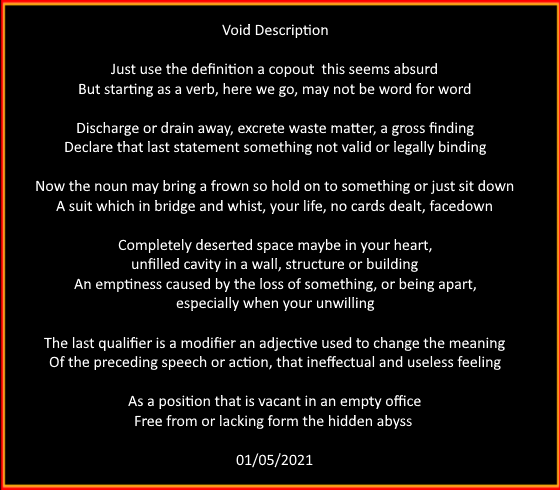 Void Description
Just use the definition a copout  this seems absurd
But starting as a verb, here we go, may not be word for word
Discharge or drain away, excrete waste matter, a gross finding
Declare that last statement something not valid or legally binding
Now the noun may bring a frown so hold on to something or just sit down
A suit which in bridge and whist, your life, no cards dealt, facedown
Completely deserted space maybe in your heart,
unfilled cavity in a wall, structure or building
An emptiness caused by the loss of something, or being apart,
especially when your unwilling
The last qualifier is a modifier an adjective used to change the meaning
Of the preceding speech or action, that ineffectual and useless feeling
As a position that is vacant in an empty office
Free from or lacking form the hidden abyss
01/05/2021